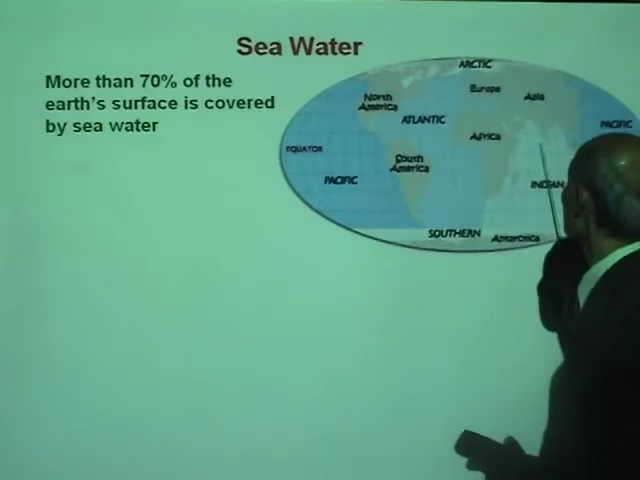 Sea Water
More than 70% of the
earth's surface is covered
by sea water
ARCTIC
Europe
Asia
North
America
ATLANTIC
PACIFIC
Africa
EQUATOR
South
America
PACIFIC
INDIAN
SOUTHERN
Antarctica